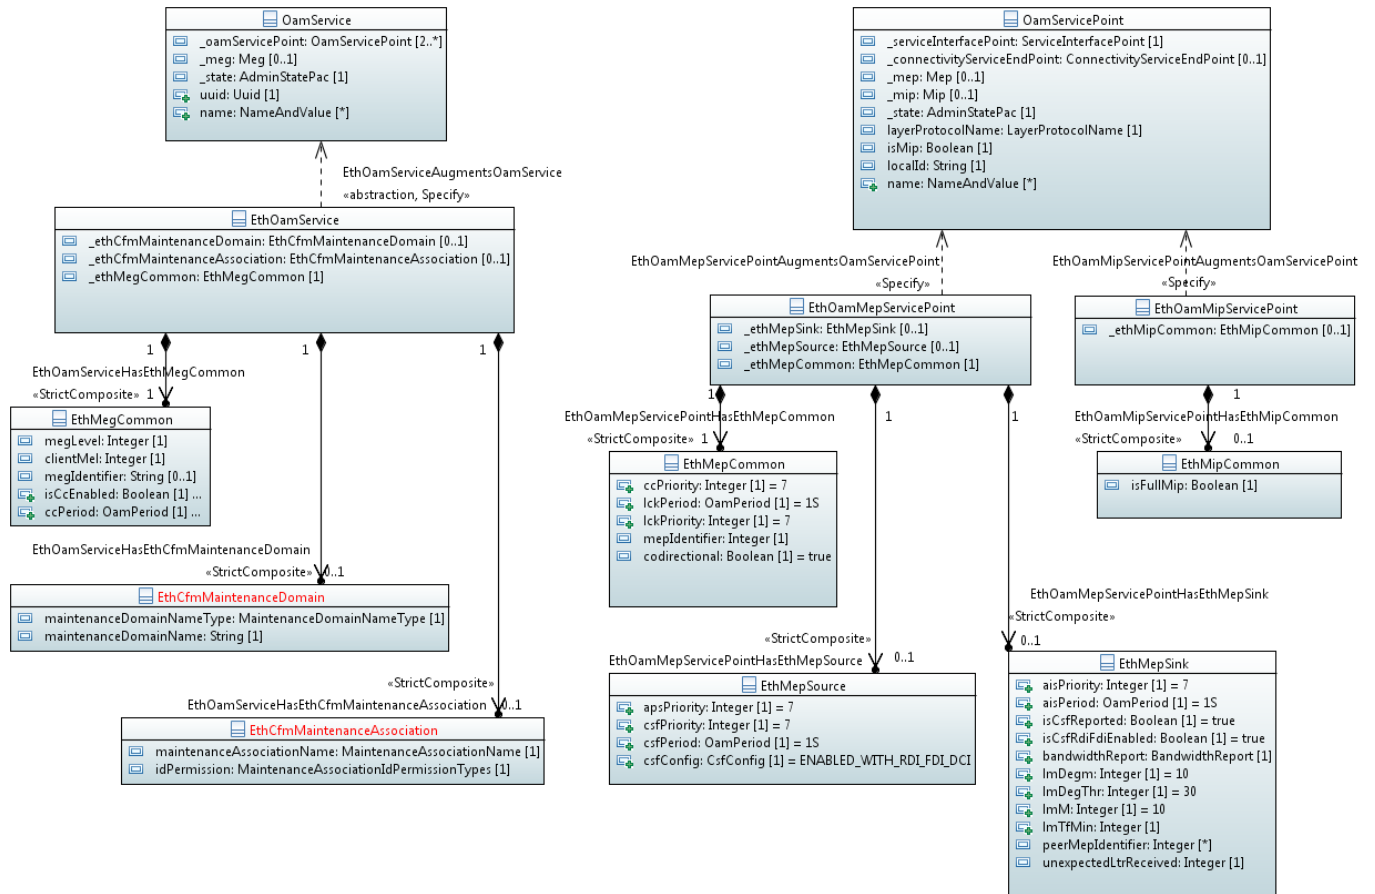 OamService
_oamServicePoint: OamServicePoint [2..*]
_meg: Meg [0..1]
_state: AdminStatePac [1]
uuid: Uuid [1]
name: NameAndValue [*]
EthOamServiceAugmentsOamService
«abstraction, Specify»
EthOamService
_ethCfmMaintenanceDomain: EthCfmMaintenanceDomain [0..1]
_ethCfmMaintenanceAssociation: EthCfmMaintenanceAssociation [0..1]
_ethMegCommon: EthMegCommon [1]
1
1
1
EthOamServiceHasEthMegCommon
«StrictComposite» 1
EthMegCommon
megLevel: Integer [1]
clientMel: Integer [1]
megIdentifier: String [0..1]
isCcEnabled: Boolean [1] ...
ccPeriod: OamPeriod [1] ...
EthOamServiceHasEthCfmMaintenanceDomain
«StrictComposite» 0..1
EthCfmMaintenanceDomain
maintenanceDomainNameType: MaintenanceDomainNameType [1]
maintenanceDomainName: String [1]
«StrictComposite»
EthOamServiceHasEthCfmMaintenanceAssociation 0..1
EthCfmMaintenanceAssociation
maintenanceAssociationName: MaintenanceAssociationName [1]
idPermission: MaintenanceAssociationIdPermissionTypes [1]
OamServicePoint
_serviceInterfacePoint: ServiceInterfacePoint [1]
_connectivityServiceEndPoint: ConnectivityServiceEndPoint [0..1]
_mep: Mep [0..1]
_mip: Mip [0..1]
_state: AdminStatePac [1]
layerProtocolName: LayerProtocolName [1]
isMip: Boolean [1]
localId: String [1]
name: NameAndValue [*]
EthOamMepServicePointAugmentsOamServicePoint
«Specify»
EthOamMipServicePointAugmentsOamServicePoint
«Specify»
EthOamMepServicePoint
_ethMepSink: EthMepSink [0..1]
_ethMepSource: EthMepSource [0..1]
_ethMepCommon: EthMepCommon [1]
EthOamMipServicePoint
_ethMipCommon: EthMipCommon [0..1]
1
1
1
1
EthOamMepServicePointHasEthMepCommon
«StrictComposite» 1
EthOamMipServicePointHasEthMipCommon
«StrictComposite» 0..1
EthMepCommon
ccPriority: Integer [1] = 7
lckPeriod: OamPeriod [1] = 1S
lckPriority: Integer [1] = 7
mepIdentifier: Integer [1]
codirectional: Boolean [1] = true
EthMipCommon
isFullMip: Boolean [1]
«StrictComposite»
EthOamMepServicePointHasEthMepSource 0..1
EthMepSource
apsPriority: Integer [1] = 7
csfPriority: Integer [1] = 7
csfPeriod: OamPeriod [1] = 1S
csfConfig: CsfConfig [1] = ENABLED_WITH_RDI_FDI_DCI
EthOamMepServicePointHasEthMepSink
«StrictComposite»
0..1
EthMepSink
aisPriority: Integer [1] = 7
aisPeriod: OamPeriod [1] = 1S
isCsfReported: Boolean [1] = true
isCsfRdiFdiEnabled: Boolean [1] = true
bandwidthReport: BandwidthReport [1]
lmDegm: Integer [1] = 10
lmDegThr: Integer [1] = 30
lmM: Integer [1] = 10
lmTfMin: Integer [1]
peerMepIdentifier: Integer [*]
unexpectedLtrReceived: Integer [1]